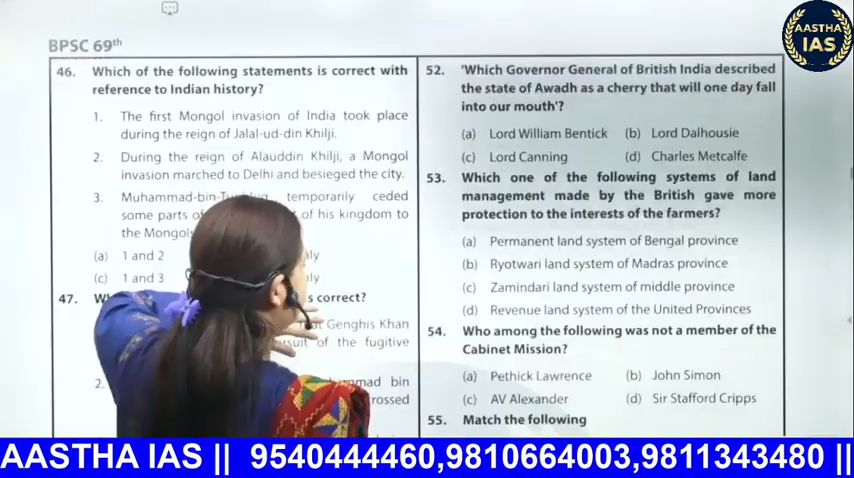 BPSC 69th
46. Which of the following statements is correct with
reference to Indian history?
1. The first Mongol invasion of India took place
during the reign of Jalal-ud-din Khilji.
2. During the reign of Alauddin Khilji, a Mongol
invasion marched to Delhi and besieged the city.
3. Muhammad-bin- temporarily ceded
some parts of his kingdom to
the Mongols
(a) 1 and 2
(c) 1 and 3
47. s correct?
Genghis Khan
of the fugitive
2. bin
52. 'Which Governor General of British India described
the state of Awadh as a cherry that will one day fall
into our mouth'?
(a) Lord William Bentick (b) Lord Dalhousie
(c) Lord Canning (d) Charles Metcalfe
53. Which one of the following systems of land
management made by the British gave more
protection to the interests of the farmers?
(a) Permanent land system of Bengal province
(b) Ryotwari land system of Madras province
(c) Zamindari land system of middle province
(d) Revenue land system of the United Provinces
54. Who among the following was not a member of the
Cabinet Mission?
(a) Pethick Lawrence (b) John Simon
(c) AV Alexander (d) Sir Stafford Cripps
55. Match the following
AASTHA
IAS
AASTHA IAS || 9540444460,9810664003,9811343480 ||